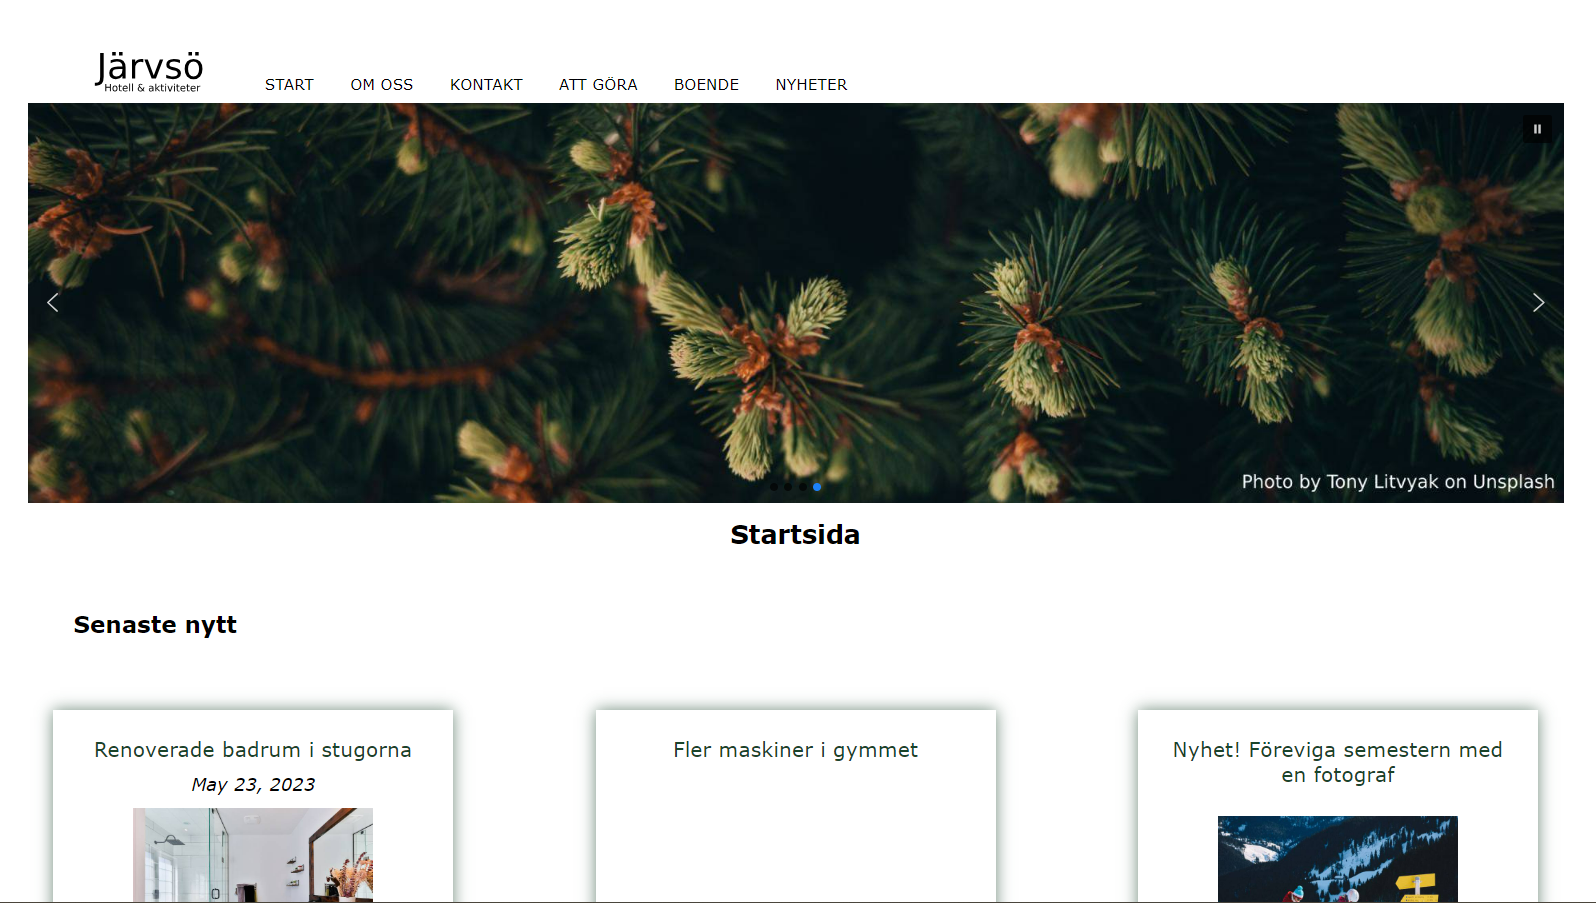 Järvsö
Hotell & aktiviteter
START OM OSS KONTAKT ATT GÖRA BOENDE NYHETER
Photo by Tony Litvyak on Unsplash
Startsida
Senaste nytt
Renoverade badrum i stugorna
May 23, 2023
Fler maskiner i gymmet
Nyhet! Föreviga semestern med
en fotograf